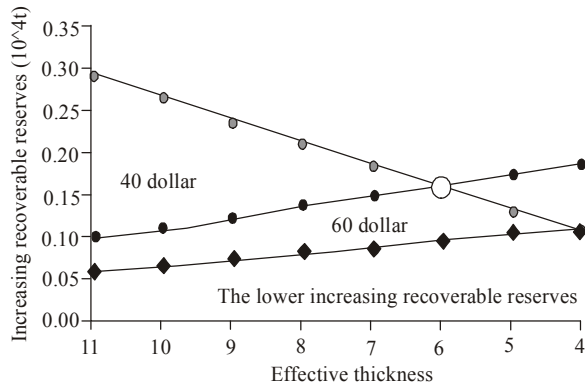 Increasing recoverable reserves (10^4t)
0.35
0.30
0.25
0.20
0.15
0.10
0.05
0.00
40 dollar
60 dollar
The lower increasing recoverable reserves
11 10 9 8 7 6 5 4
Effective thickness